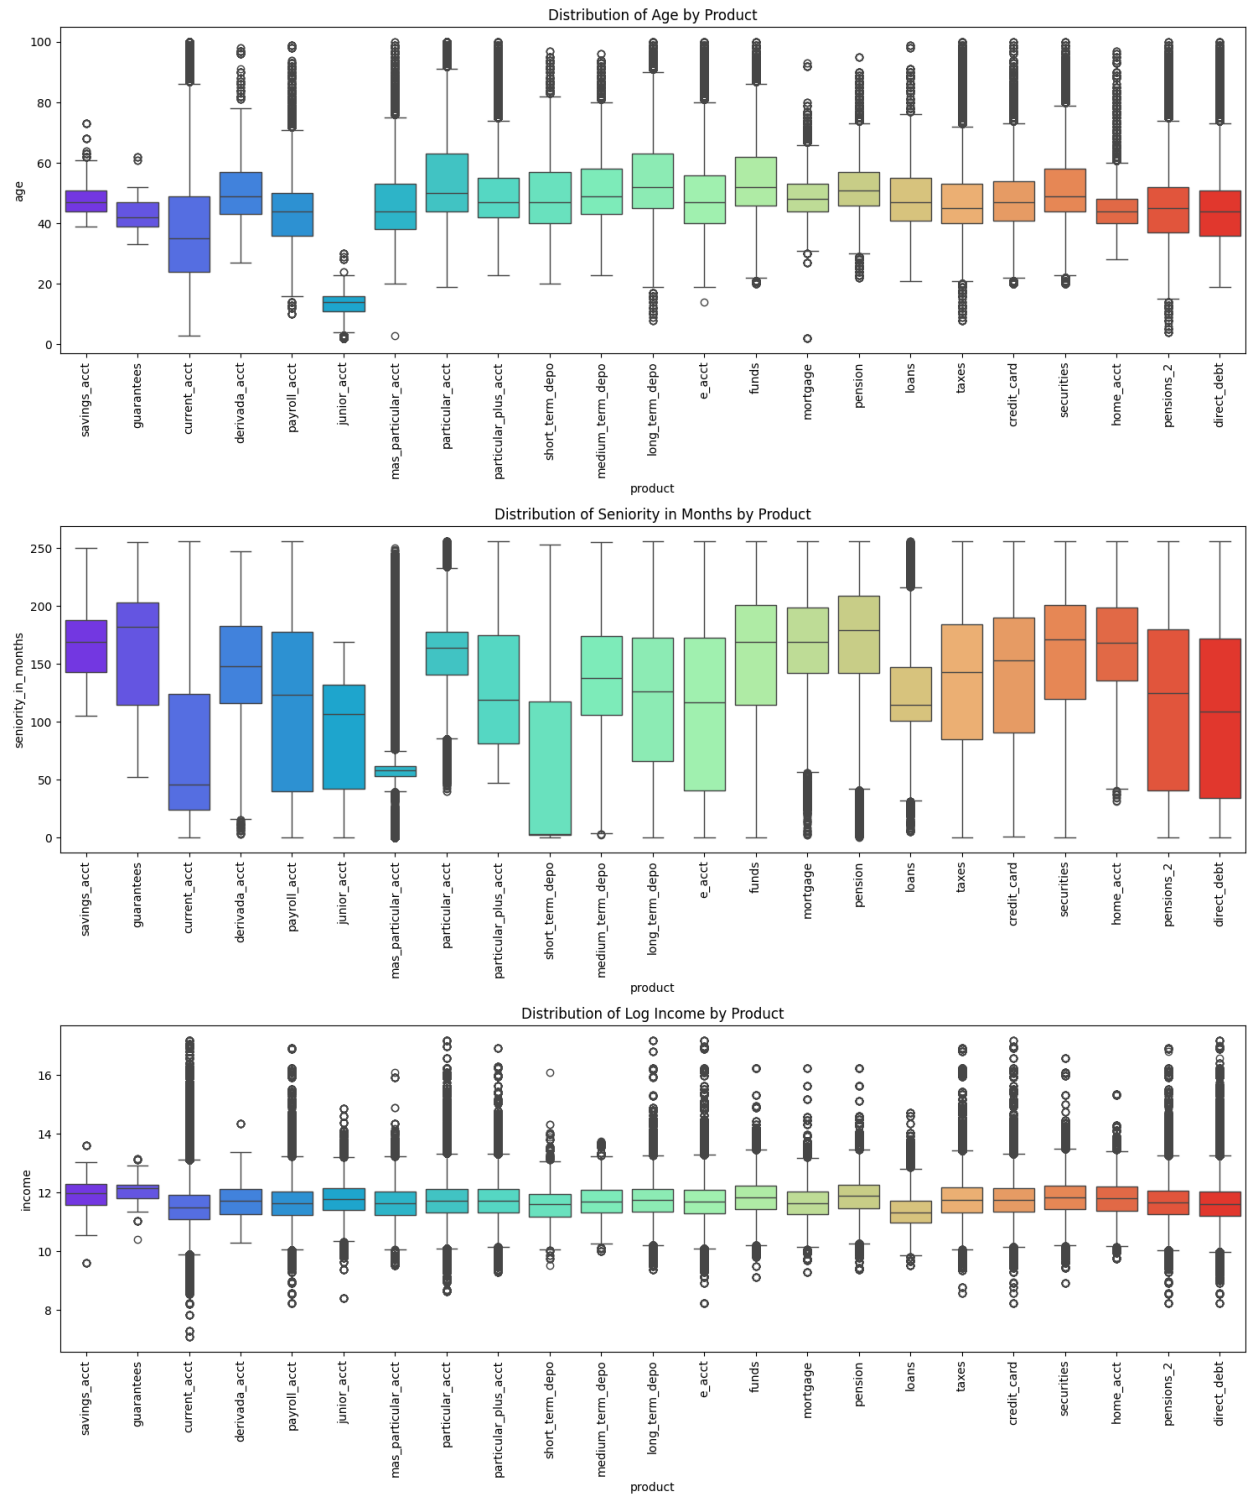 Distribution of Age by Product
100
80
60
40
20
0
age
savings_acct
guarantees
current_acct
derivada_acct
payroll_acct
junior_acct
mas_particular_acct
particular_acct
particular_plus_acct
short_term_depo
medium_term_depo
long_term_depo
e_acct
funds
mortgage
pension
loans
taxes
credit_card
securities
home_acct
pensions_2
direct_debt
product
Distribution of Seniority in Months by Product
250
200
150
100
50
0
seniority_in_months
savings_acct
guarantees
current_acct
derivada_acct
payroll_acct
junior_acct
mas_particular_acct
particular_acct
particular_plus_acct
short_term_depo
medium_term_depo
long_term_depo
e_acct
funds
mortgage
pension
loans
taxes
credit_card
securities
home_acct
pensions_2
direct_debt
product
Distribution of Log Income by Product
16
14
12
10
8
income
savings_acct
guarantees
current_acct
derivada_acct
payroll_acct
junior_acct
mas_particular_acct
particular_acct
particular_plus_acct
short_term_depo
medium_term_depo
long_term_depo
e_acct
funds
mortgage
pension
loans
taxes
credit_card
securities
home_acct
pensions_2
direct_debt
product